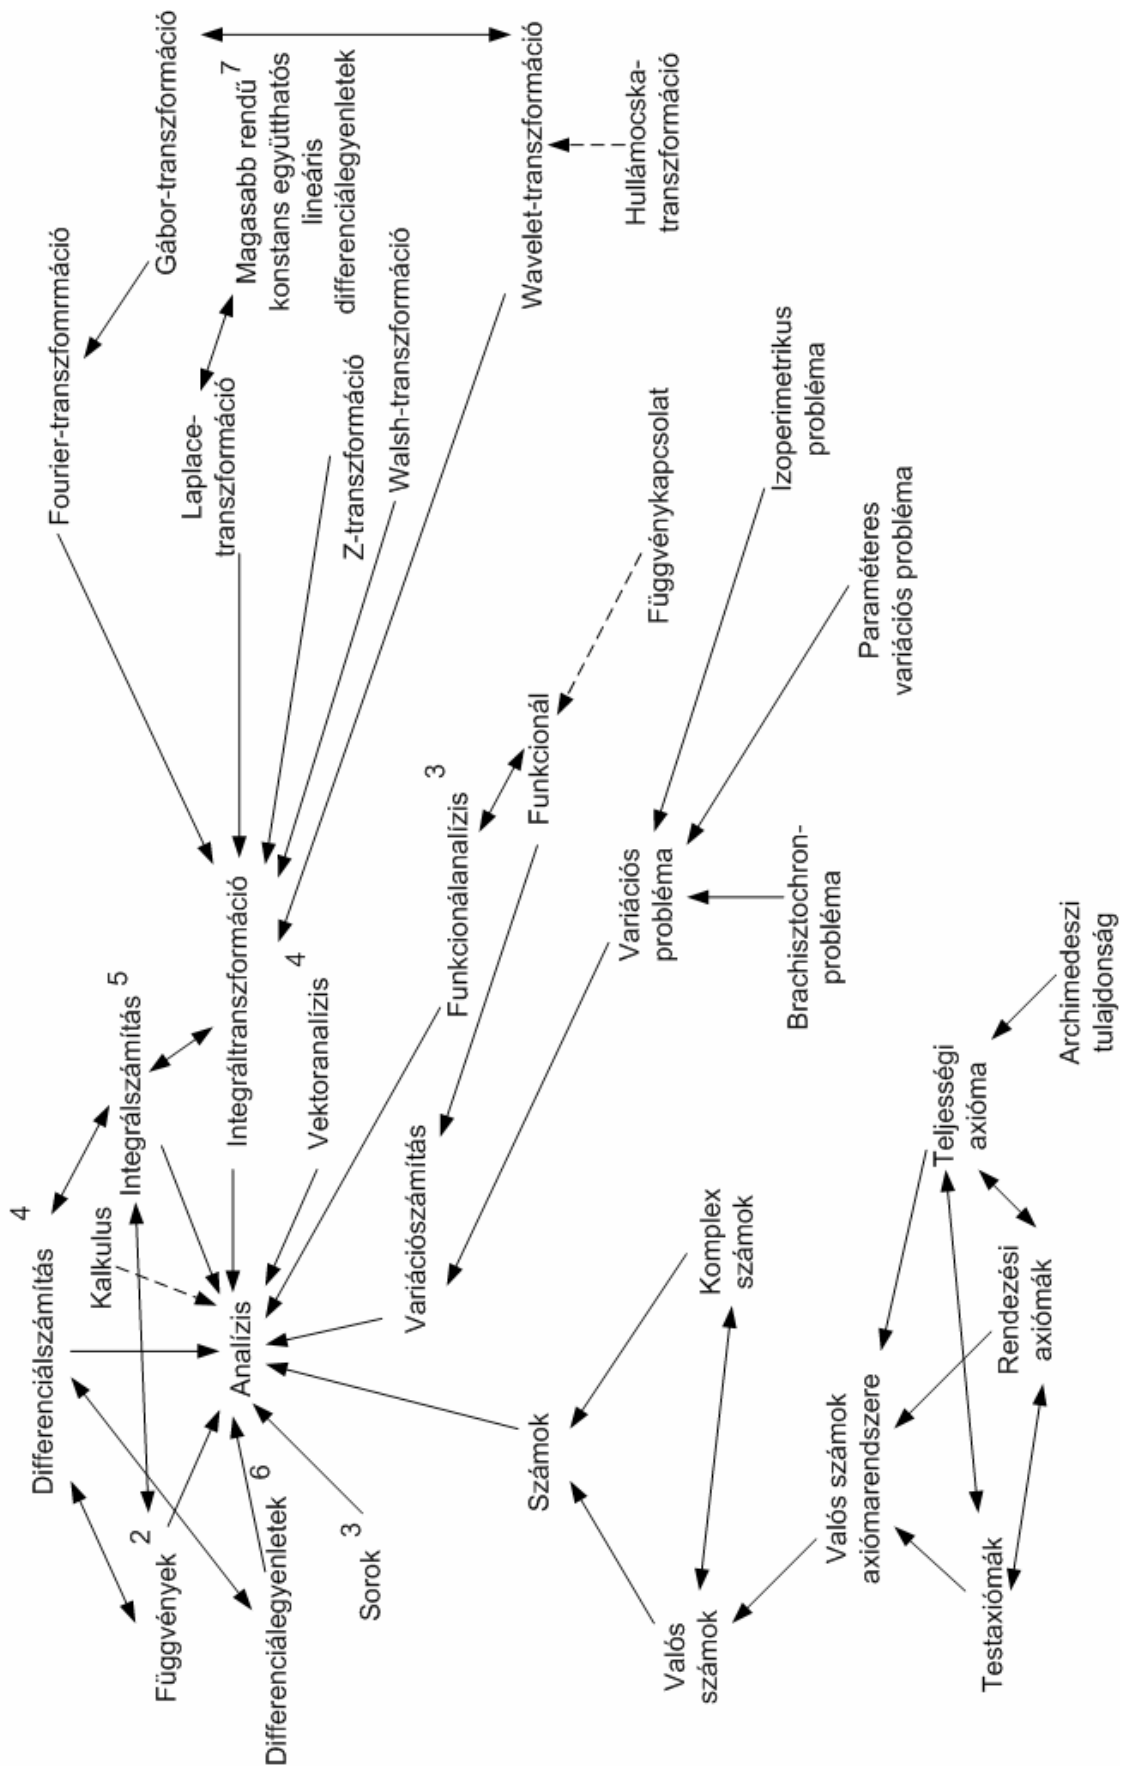 4
Differenciálszámítás
Fourier-transzformmáció
Kalkulus
5
Integrálszámítás
2
Függvények
Gábor-transzformáció
Laplace-
transzformáció
7
Magasabb rendű
konstans együtthatós
lineáris
differenciálegyenletek
Analízis
Integráltranszformáció
6
Differenciálegyenletek
4
Vektoranalízis
3
Sorok
Z-transzformáció
Walsh-transzformáció
Variációszámítás
3
Funkcionálanalízis
Wavelet-transzformáció
Számok
Funkcionál
Hullámocska-
transzformáció
Variációs
probléma
Függvénykapcsolat
Valós
számok
Komplex
számok
Izoperimetrikus
probléma
Brachisztochron-
probléma
Valós számok
axiómarendszere
Paraméteres
variációs probléma
Teljességi
axióma
Testaxiómák
Rendezési
axiómák
Archimedeszi
tulajdonság